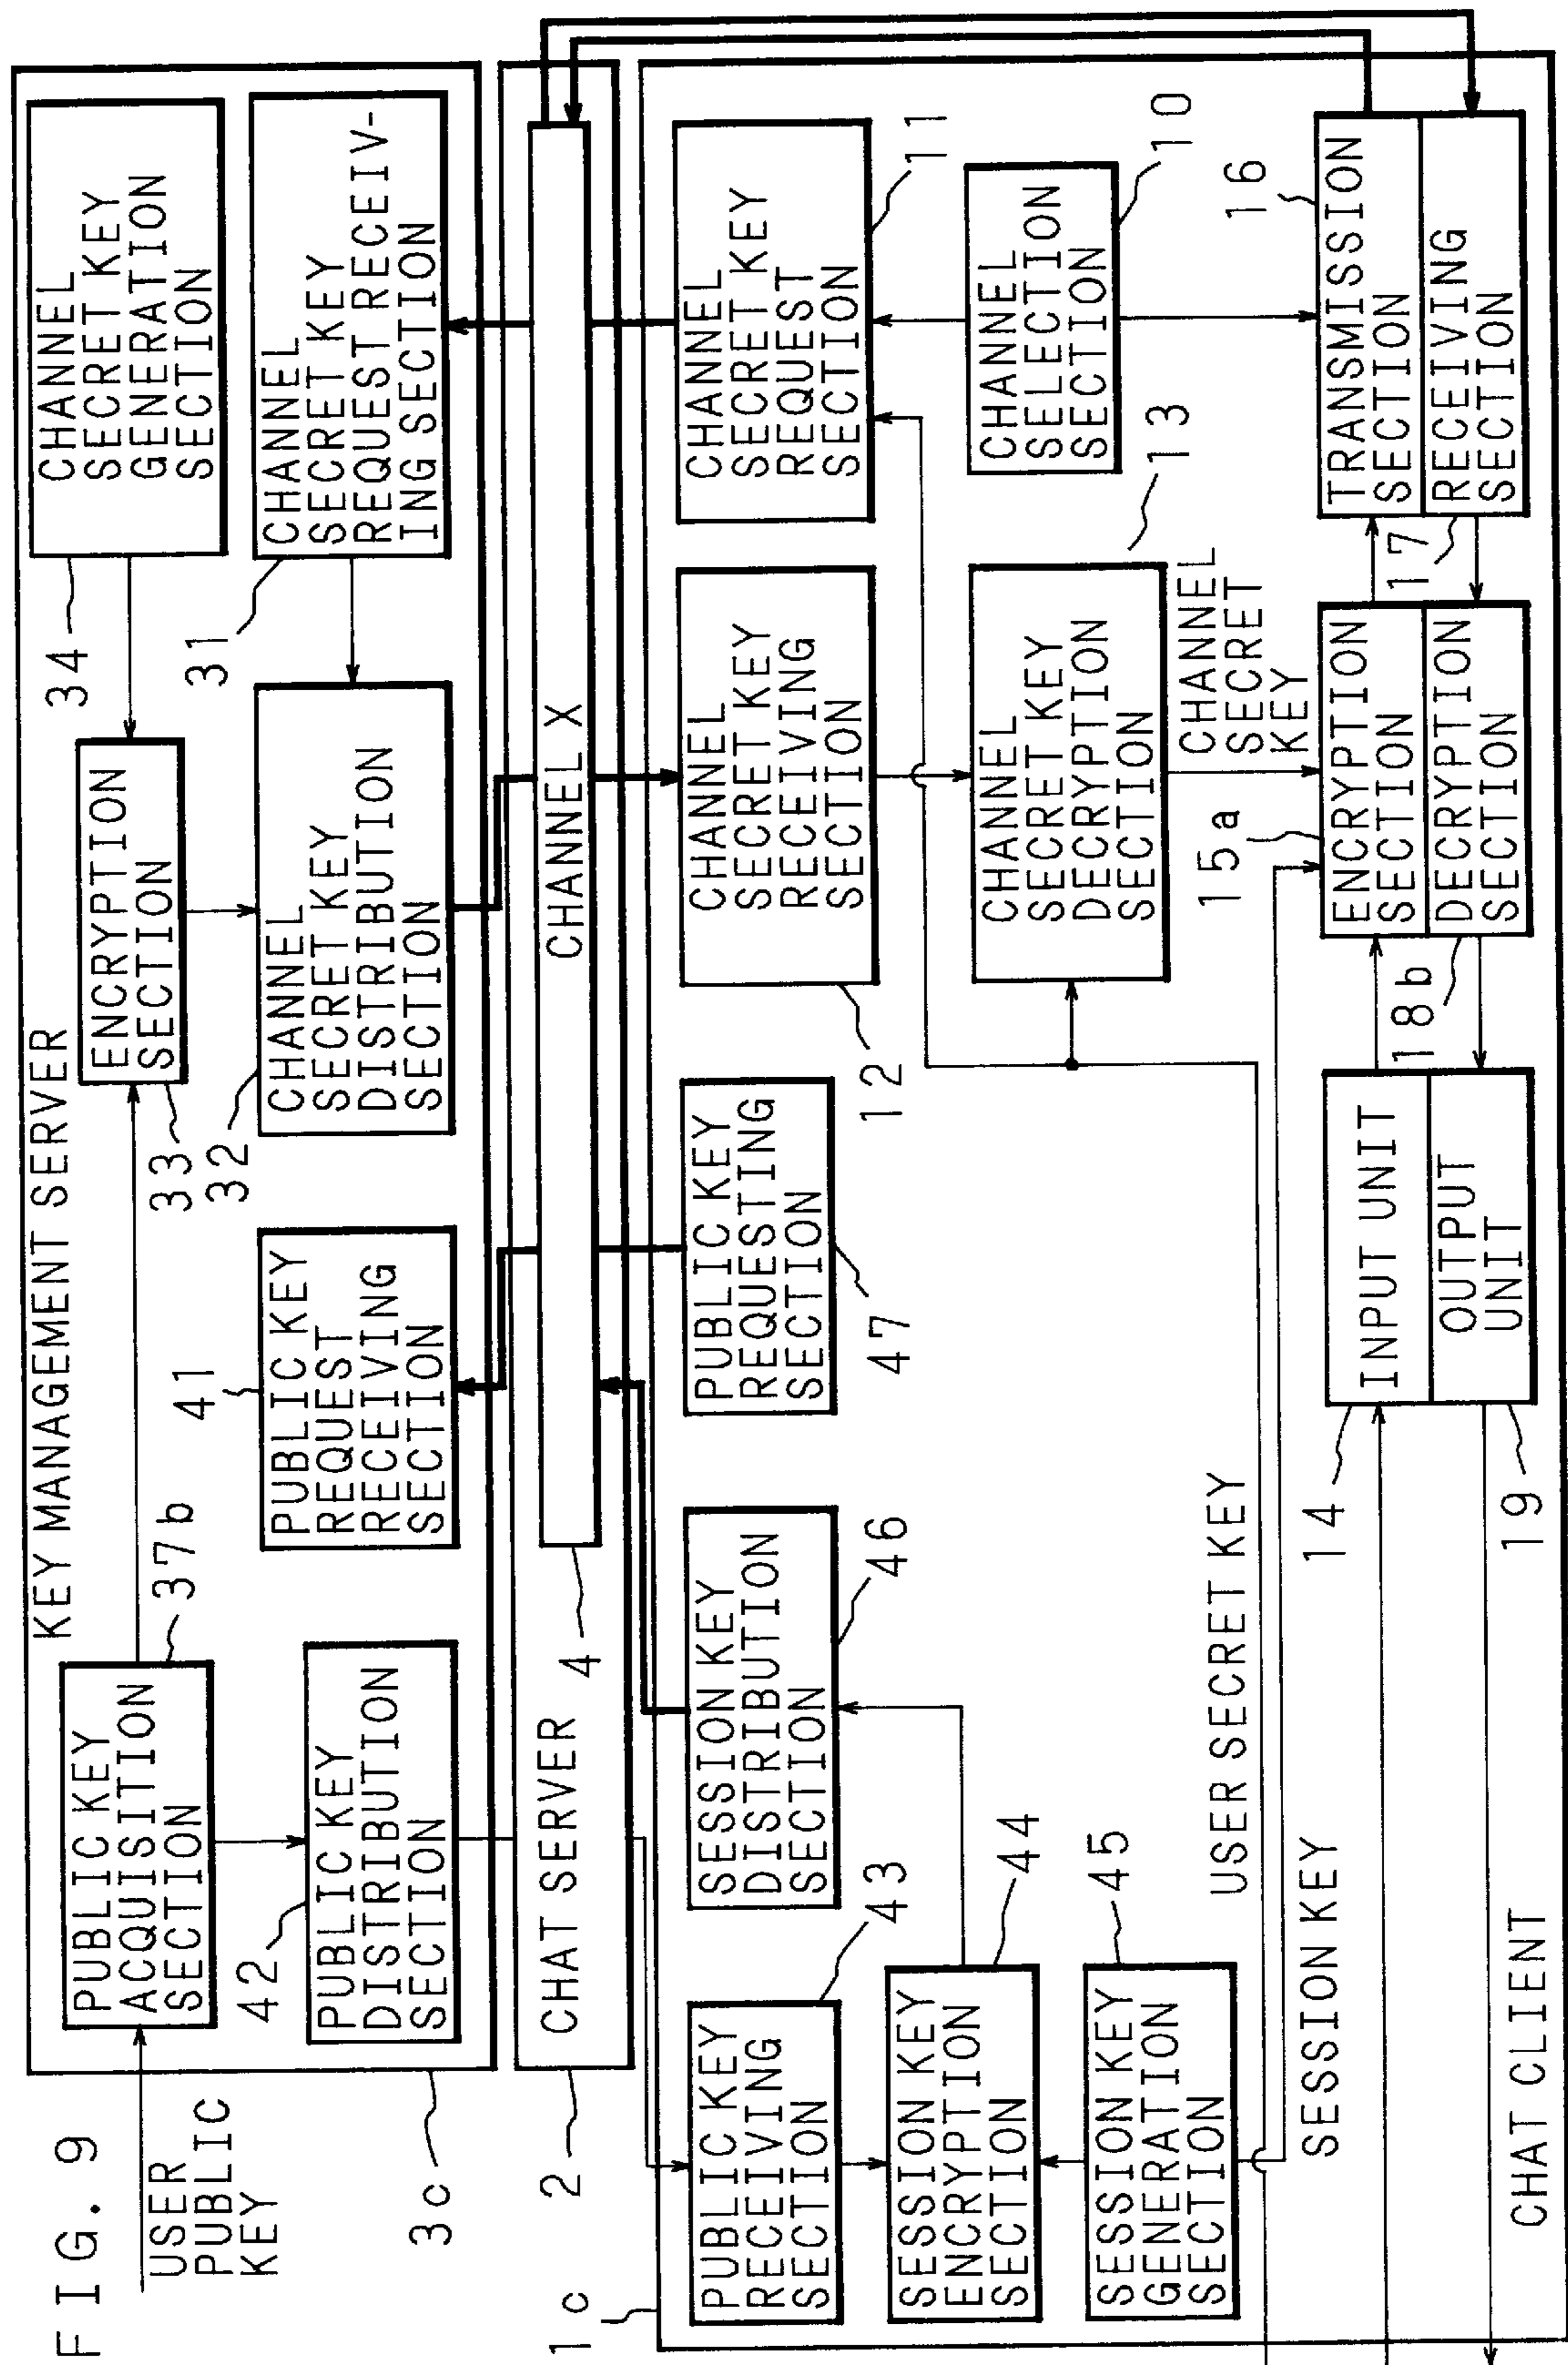 FIG. 9
USER
PUBLIC
KEY
KEY MANAGEMENT SERVER
3c
PUBLIC KEY
ACQUISITION
SECTION
37b
ENCRYPTION
SECTION
33
CHANNEL
SECRET KEY
GENERATION
SECTION
34
42
PUBLIC KEY
DISTRIBUTION
SECTION
41
PUBLIC KEY
REQUEST
RECEIVING
SECTION
32
CHANNEL
SECRET KEY
DISTRIBUTION
SECTION
31
CHANNEL
SECRET KEY
REQUEST RECEIV-
ING SECTION
2
CHAT SERVER
4
CHANNEL X
1c
PUBLIC KEY
RECEIVING
SECTION
43
SESSION KEY
DISTRIBUTION
SECTION
46
PUBLIC KEY
REQUESTING
SECTION
47
CHANNEL
SECRET KEY
RECEIVING
SECTION
12
CHANNEL
SECRET KEY
REQUEST
SECTION
11
SESSION KEY
ENCRYPTION
SECTION
44
CHANNEL
SECRET KEY
DECRYPTION
SECTION
13
CHANNEL
SELECTION
SECTION
10
SESSION KEY
GENERATION
SECTION
45
USER SECRET KEY
SESSION KEY
CHANNEL
SECRET
KEY
14
INPUT UNIT
OUTPUT
UNIT
19
15a
ENCRYPTION
SECTION
DECRYPTION
SECTION
18b
16
TRANSMISSION
SECTION
RECEIVING
SECTION
17
CHAT CLIENT